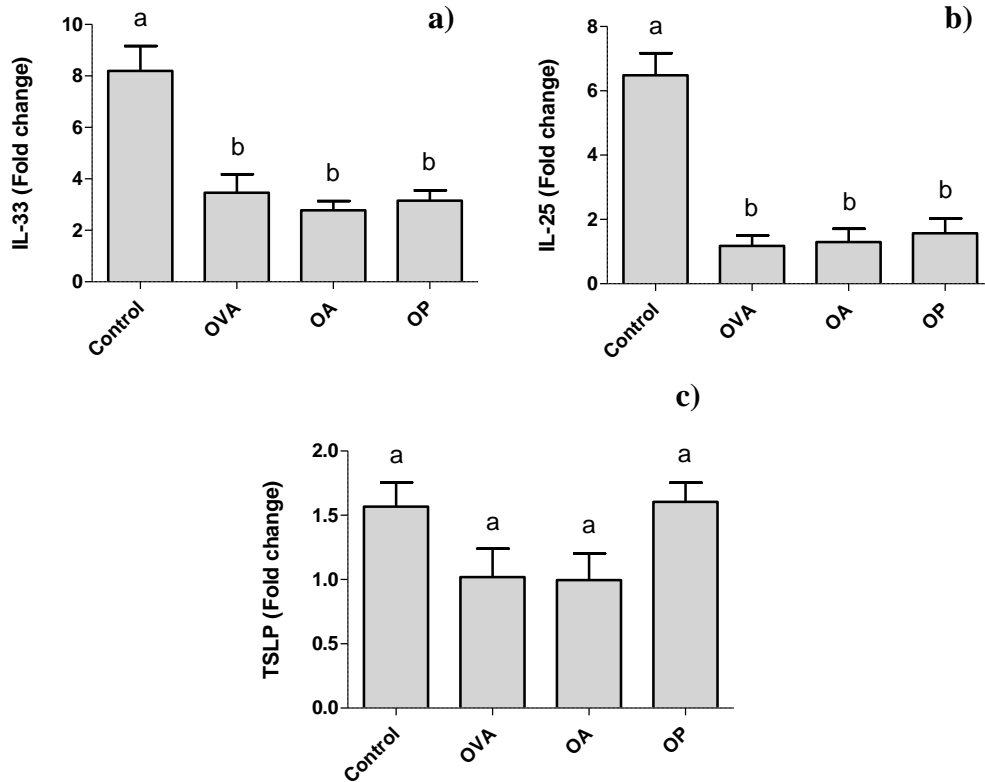 a)
IL-33 (Fold change)
10
8
6
4
2
0
a
b
b
b
Control
OVA
OA
OP
b)
IL-25 (Fold change)
8
6
4
2
0
a
b
b
b
Control
OVA
OA
OP
c)
TSLP (Fold change)
2.0
1.5
1.0
0.5
0.0
a
a
a
a
Control
OVA
OA
OP